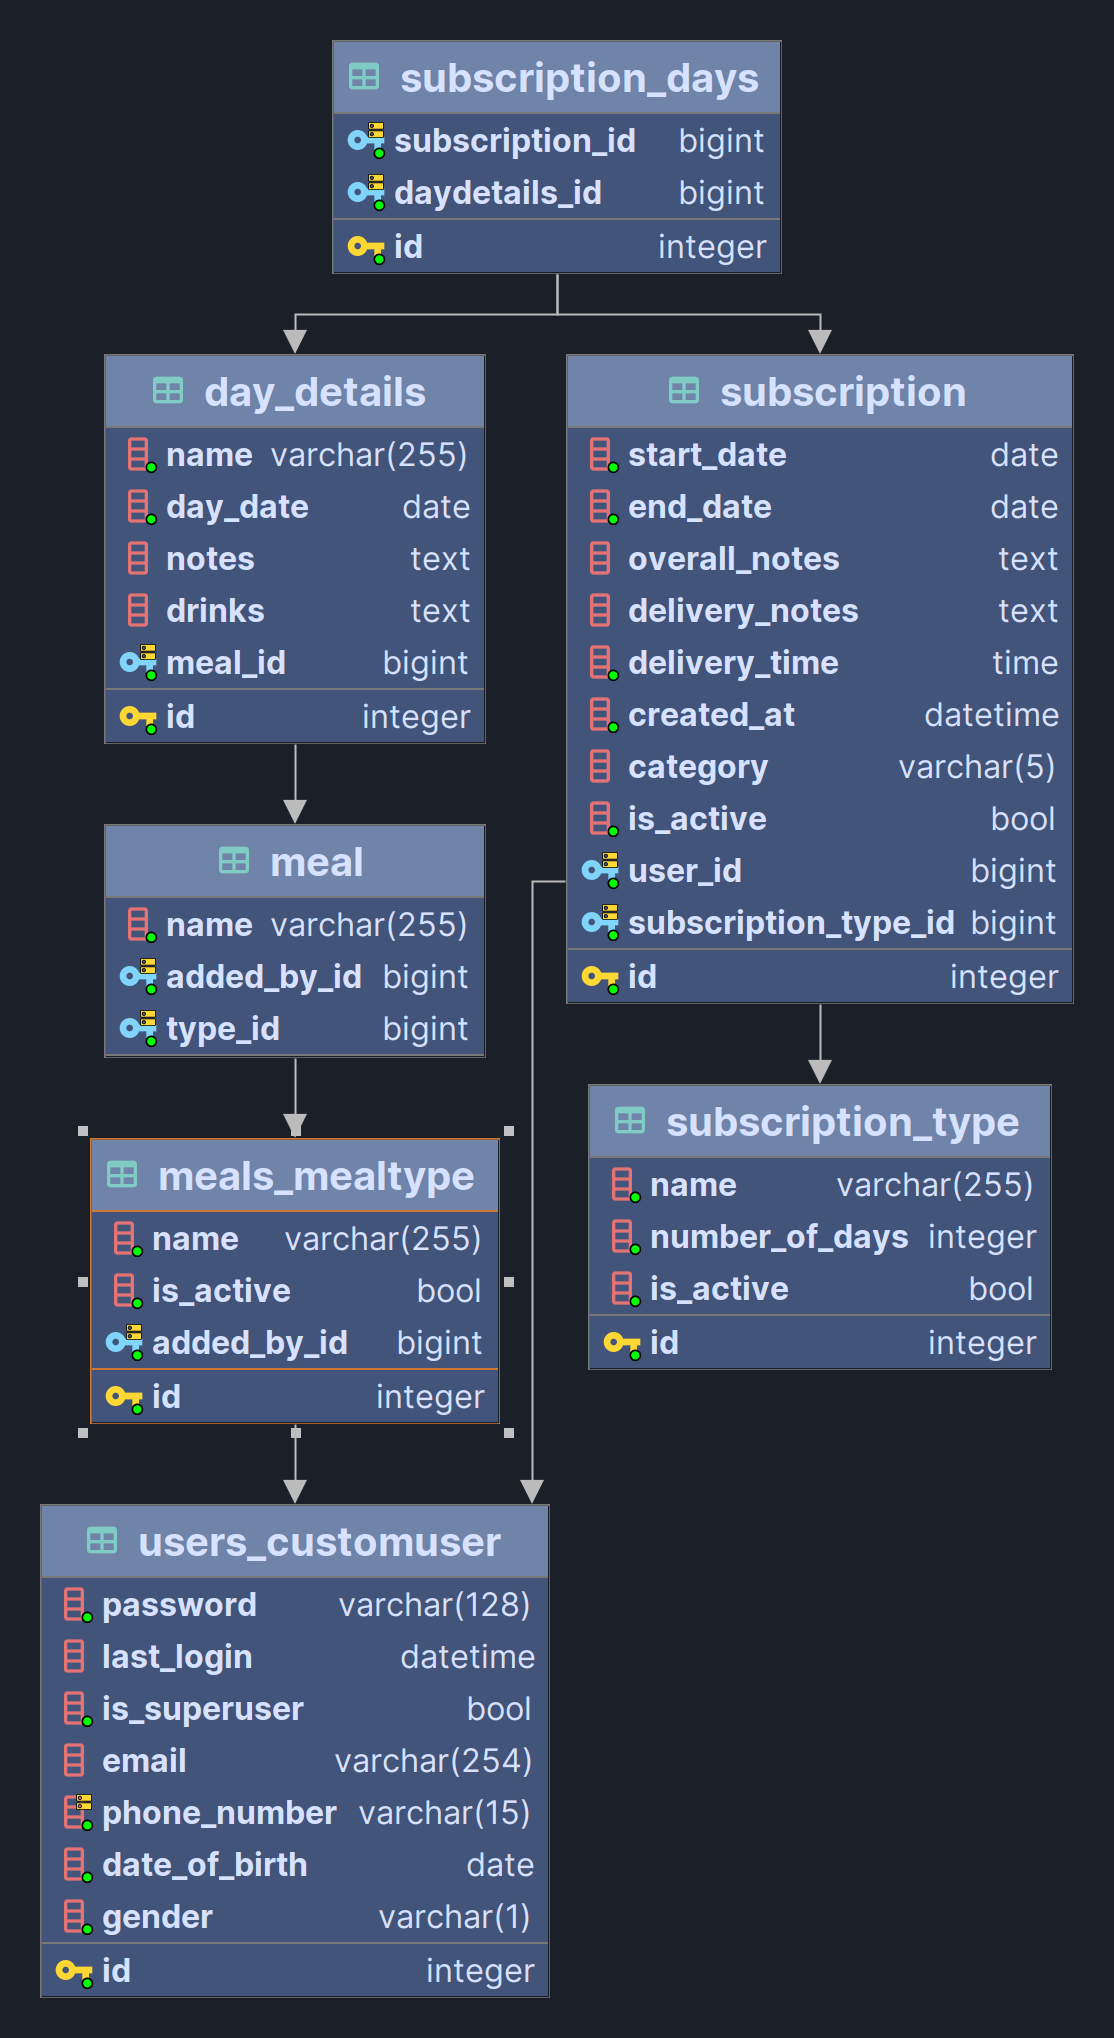 subscription_days
subscription_id bigint
daydetails_id bigint
id integer
day_details
name varchar(255)
day_date date
notes text
drinks text
meal_id bigint
id integer
subscription
start_date date
end_date date
overall_notes text
delivery_notes text
delivery_time time
created_at datetime
category varchar(5)
is_active bool
user_id bigint
subscription_type_id bigint
id integer
meal
name varchar(255)
added_by_id bigint
type_id bigint
subscription_type
name varchar(255)
number_of_days integer
is_active bool
id integer
meals_mealtype
name varchar(255)
is_active bool
added_by_id bigint
id integer
users_customuser
password varchar(128)
last_login datetime
is_superuser bool
email varchar(254)
phone_number varchar(15)
date_of_birth date
gender varchar(1)
id integer